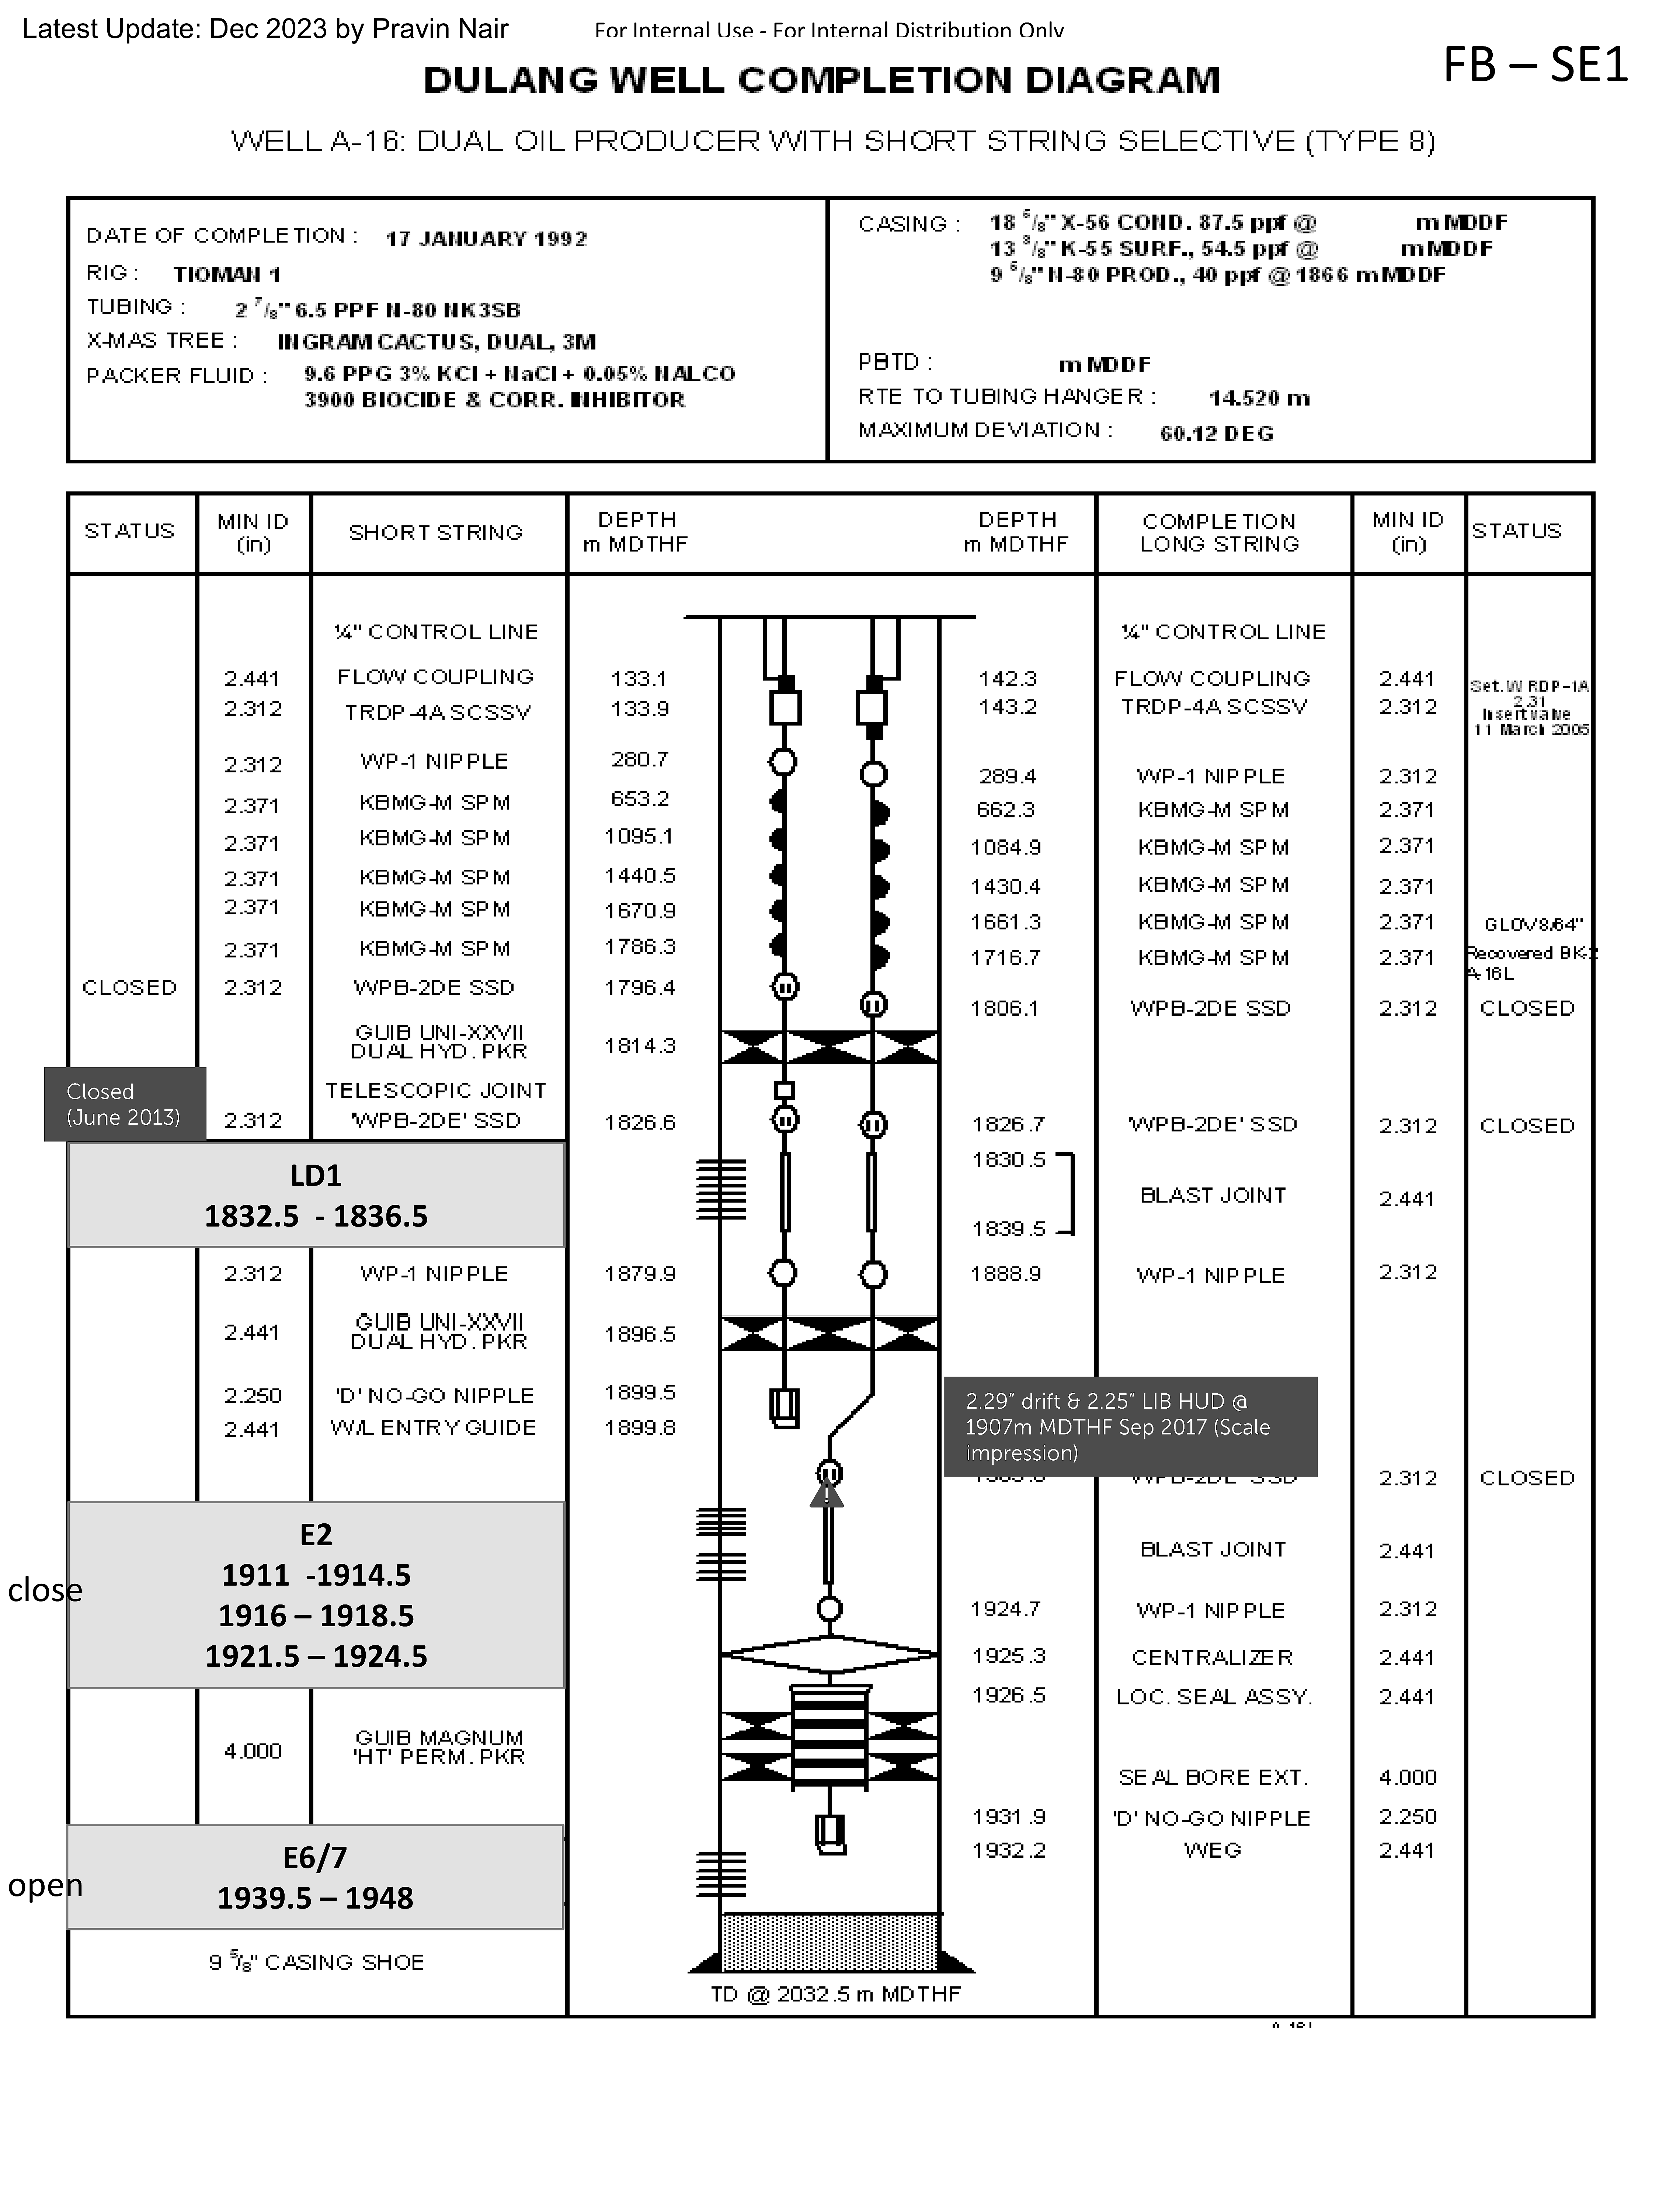 Latest Update: Dec 2023 by Pravin Nair
For Internal Use - For Internal Distribution Only
FB – SE1
DULANG WELL COMPLETION DIAGRAM
WELL A-16: DUAL OIL PRODUCER WITH SHORT STRING SELECTIVE (TYPE 8)
DATE OF COMPLETION : 17 JANUARY 1992
RIG : TIOMAN 1
TUBING : 2 7/8" 6.5 PPF N-80 NK3SB
X-MAS TREE : INGRAM CACTUS, DUAL, 3M
PACKER FLUID : 9.6 PPG 3% KCl + NaCl + 0.05% NALCO
3900 BIOCIDE & CORR. INHIBITOR
CASING : 18 5/8" X-56 COND. 87.5 ppf @ m MDDF
13 3/8" K-55 SURF., 54.5 ppf @ m MDDF
9 5/8" N-80 PROD., 40 ppf @ 1866 m MDDF
PBTD : m MDDF
RTE TO TUBING HANGER : 14.520 m
MAXIMUM DEVIATION : 60.12 DEG
STATUS MIN ID (in) SHORT STRING DEPTH m MDTHF DEPTH m MDTHF COMPLETION LONG STRING MIN ID (in) STATUS
¼" CONTROL LINE ¼" CONTROL LINE
2.441 FLOW COUPLING 133.1 142.3 FLOW COUPLING 2.441
2.312 TRDP-4A SCSSV 133.9 143.2 TRDP-4A SCSSV 2.312
Set. W RDP-1A
2.31
Insert valve
11 March 2005
2.312 WP-1 NIPPLE 280.7 289.4 WP-1 NIPPLE 2.312
2.371 KBMG-M SPM 653.2 662.3 KBMG-M SPM 2.371
2.371 KBMG-M SPM 1095.1 1084.9 KBMG-M SPM 2.371
2.371 KBMG-M SPM 1440.5 1430.4 KBMG-M SPM 2.371
2.371 KBMG-M SPM 1670.9 1661.3 KBMG-M SPM 2.371 GLOV8/64"
2.371 KBMG-M SPM 1786.3 1716.7 KBMG-M SPM 2.371 Recovered BK-2
A-16L
CLOSED 2.312 WPB-2DE SSD 1796.4 1806.1 WPB-2DE SSD 2.312 CLOSED
GUIB UNI-XXVII
DUAL HYD. PKR 1814.3
Closed
(June 2013)
TELESCOPIC JOINT
2.312 'WPB-2DE' SSD 1826.6 1826.7 'WPB-2DE' SSD 2.312 CLOSED
LD1
1832.5 - 1836.5
1830.5
BLAST JOINT 2.441
1839.5
2.312 WP-1 NIPPLE 1879.9 1888.9 WP-1 NIPPLE 2.312
GUIB UNI-XXVII
2.441 DUAL HYD. PKR 1896.5
2.250 'D' NO-GO NIPPLE 1899.5
2.441 W/L ENTRY GUIDE 1899.8
2.29” drift & 2.25” LIB HUD @
1907m MDTHF Sep 2017 (Scale
impression)
WPB-2DE SSD 2.312 CLOSED
close
E2
1911 -1914.5
1916 – 1918.5
1921.5 – 1924.5
BLAST JOINT 2.441
1924.7 WP-1 NIPPLE 2.312
1925.3 CENTRALIZER 2.441
1926.5 LOC. SEAL ASSY. 2.441
4.000 GUIB MAGNUM
'HT' PERM. PKR
SEAL BORE EXT. 4.000
1931.9 'D' NO-GO NIPPLE 2.250
1932.2 WEG 2.441
open
E6/7
1939.5 – 1948
9 5/8" CASING SHOE
TD @ 2032.5 m MDTHF